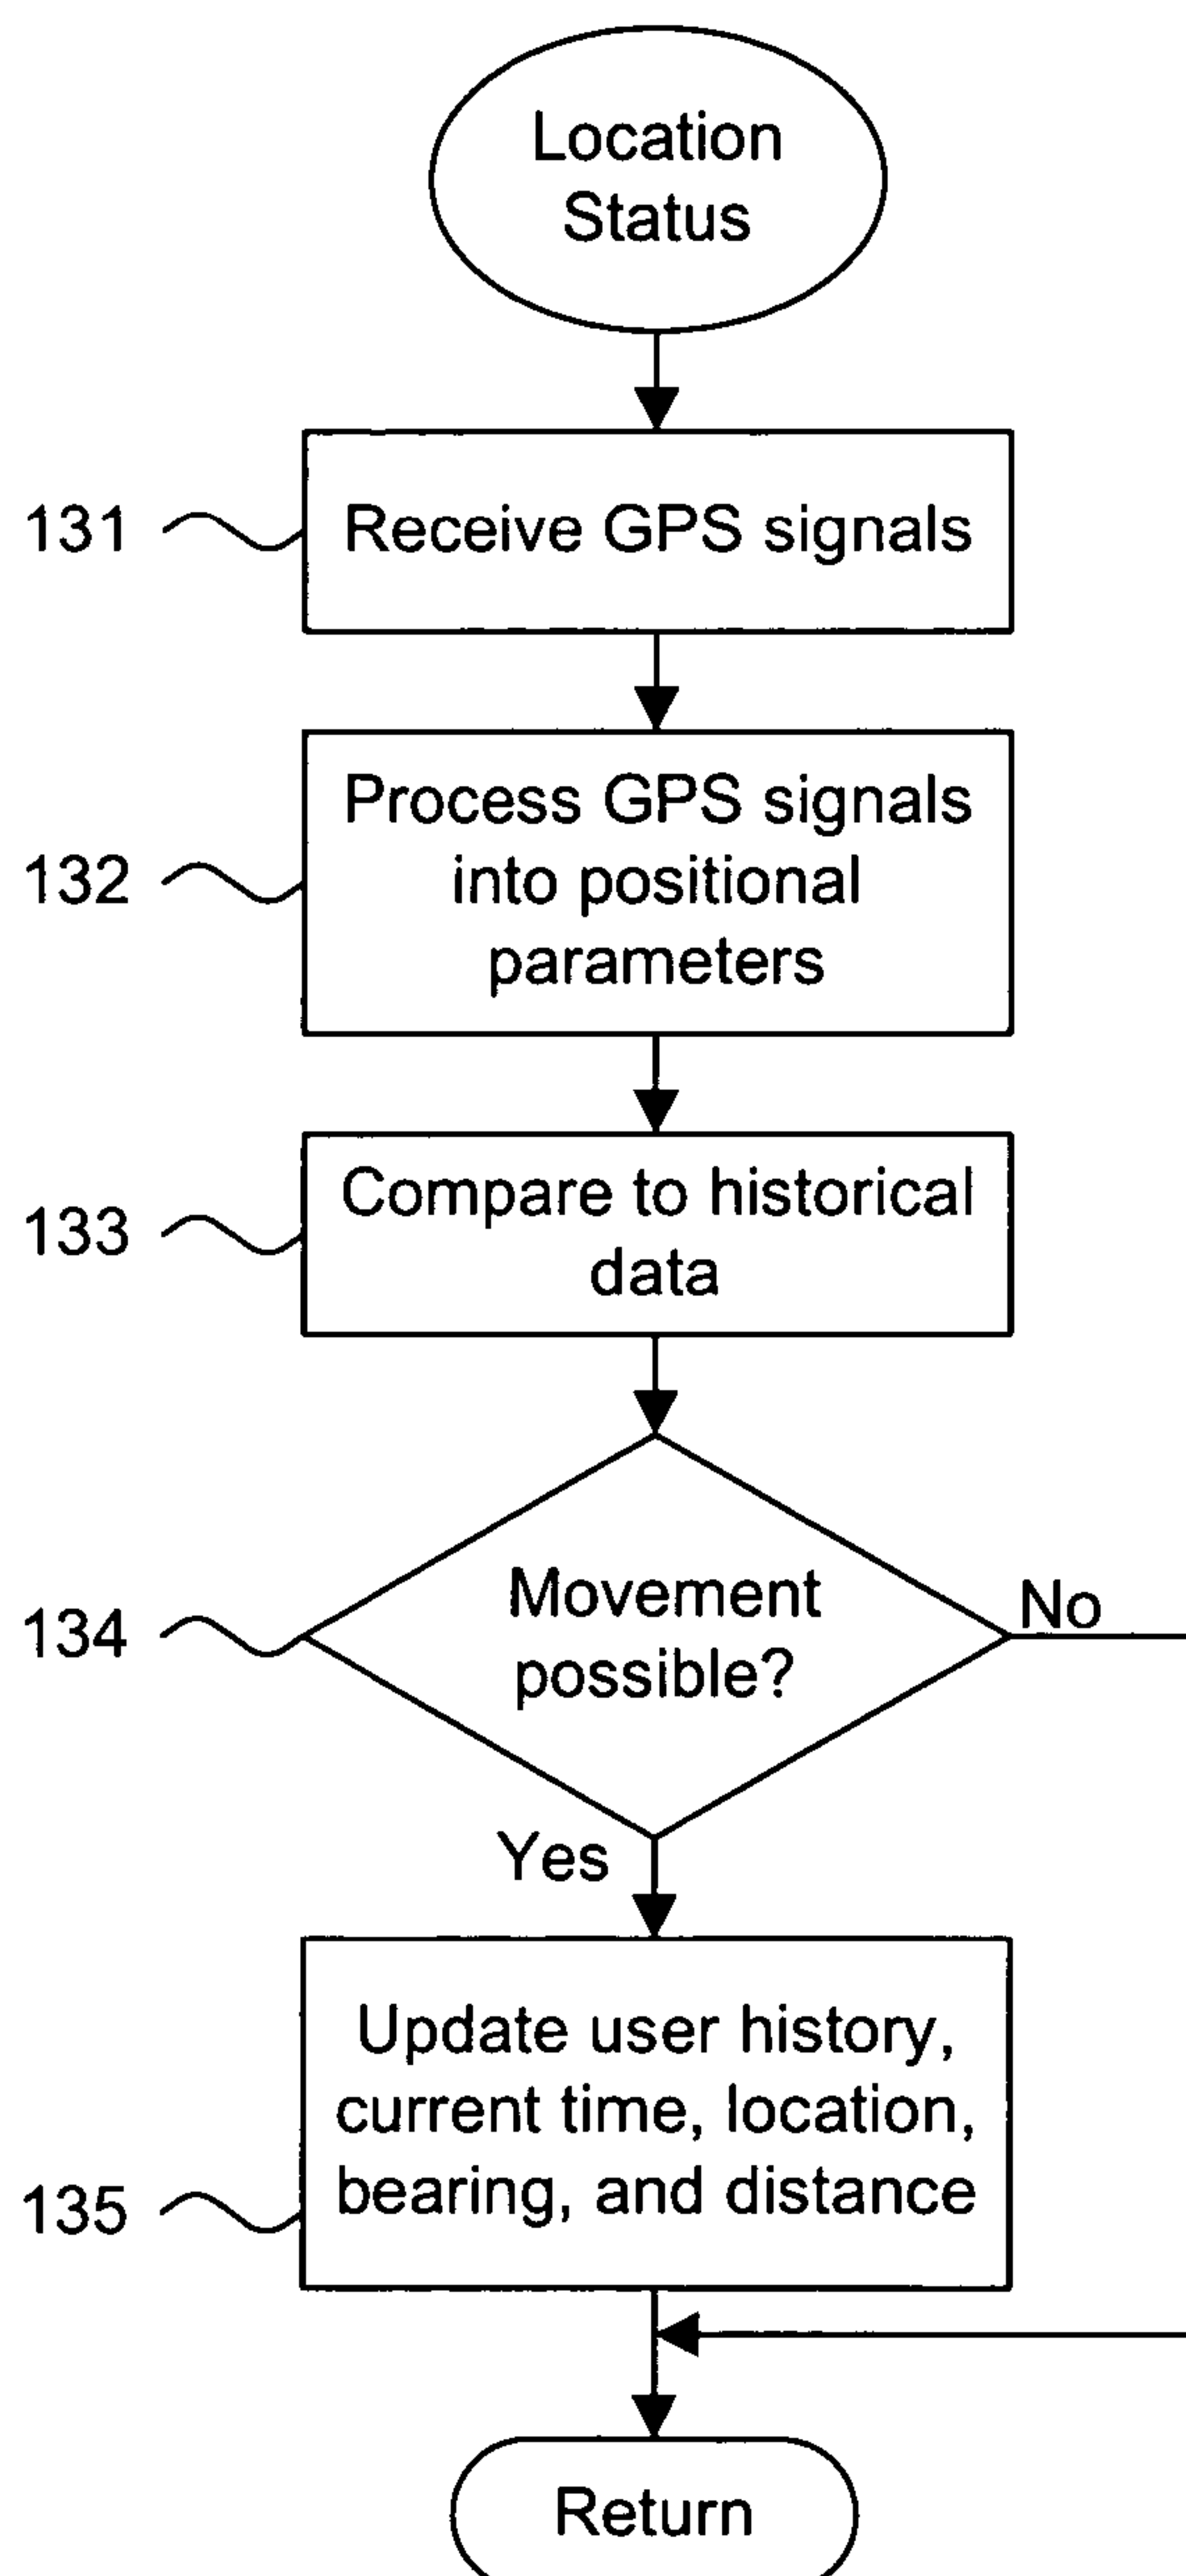 Location
Status
131
Receive GPS signals
132
Process GPS signals
into positional
parameters
133
Compare to historical
data
134
Movement
possible?
No
Yes
135
Update user history,
current time, location,
bearing, and distance
Return